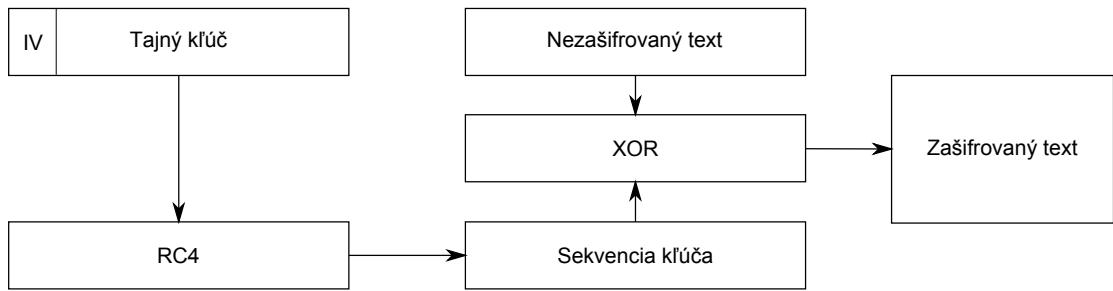 IV
Tajný kľúč
Nezašifrovaný text
XOR
Zašifrovaný text
RC4
Sekvencia kľúča